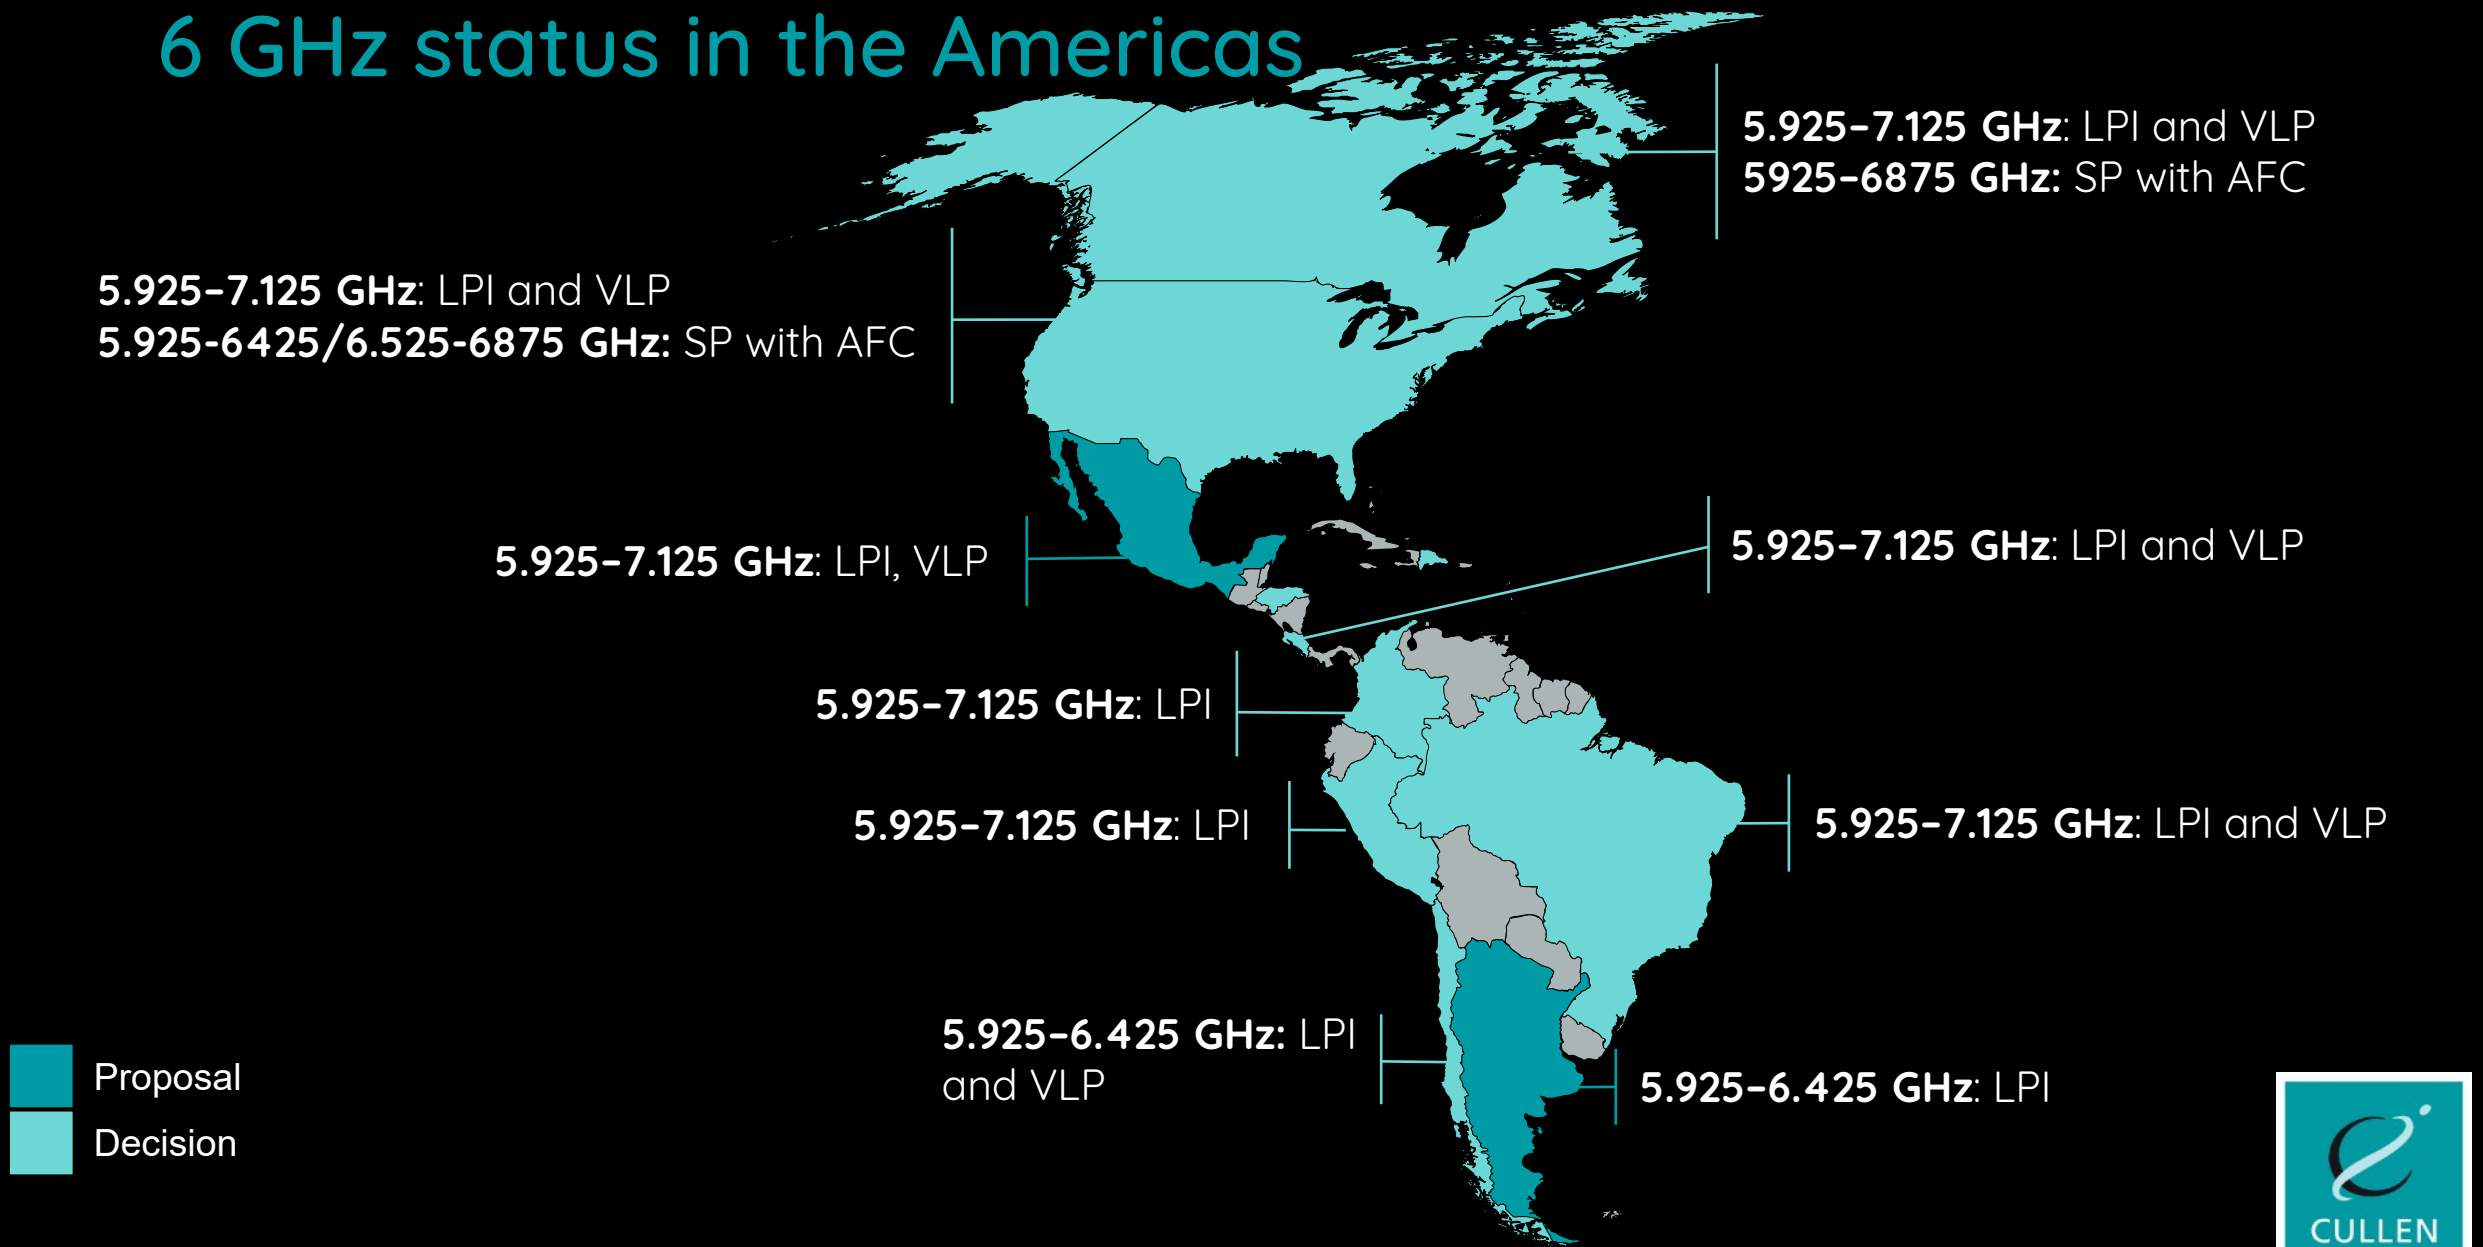 6 GHz status in the Americas
5.925–7.125 GHz: LPI and VLP
5925–6875 GHz: SP with AFC
5.925–7.125 GHz: LPI and VLP
5.925-6425/6.525-6875 GHz: SP with AFC
5.925–7.125 GHz: LPI, VLP
5.925–7.125 GHz: LPI and VLP
5.925–7.125 GHz: LPI
5.925–7.125 GHz: LPI
5.925–7.125 GHz: LPI and VLP
5.925–6.425 GHz: LPI
and VLP
5.925–6.425 GHz: LPI
Proposal
Decision
CULLEN